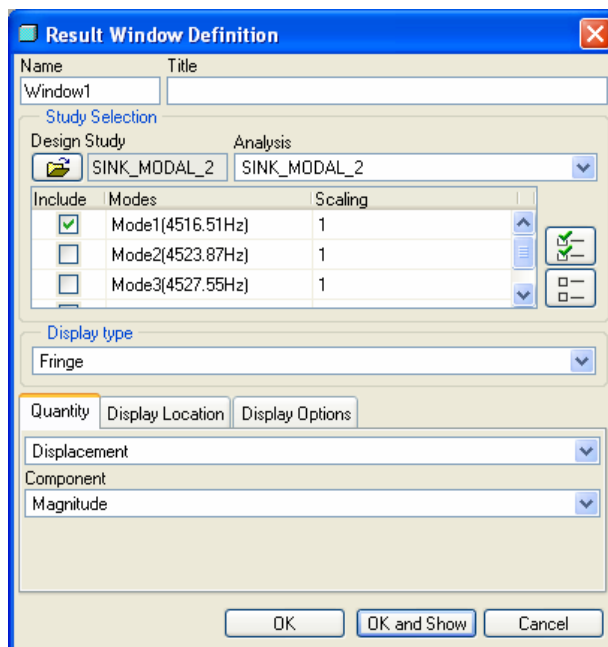 Result Window Definition
Name Title
Window1
Study Selection
Design Study Analysis
SINK_MODAL_2 SINK_MODAL_2
Include Modes Scaling
Mode1(4516.51Hz) 1
Mode2(4523.87Hz) 1
Mode3(4527.55Hz) 1
Display type
Fringe
Quantity Display Location Display Options
Displacement
Component
Magnitude
OK OK and Show Cancel